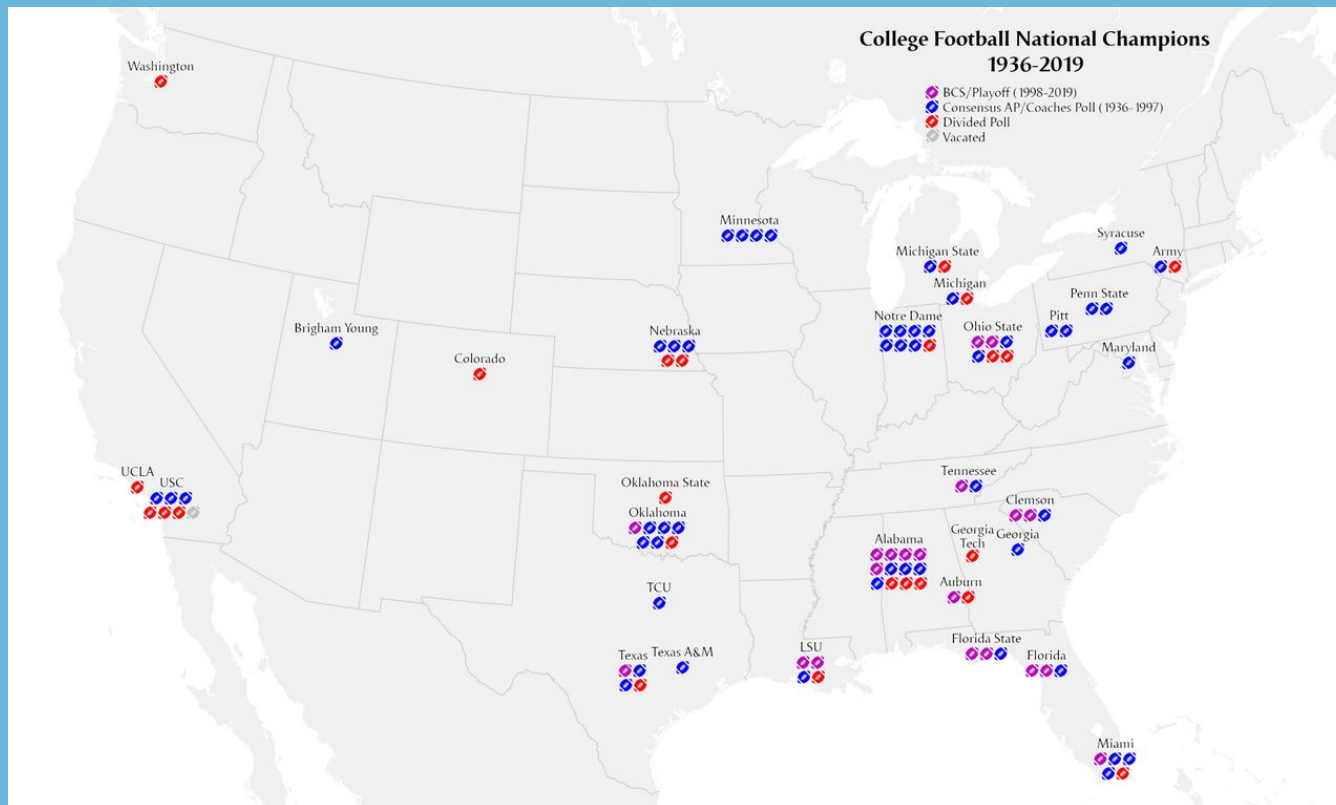 College Football National Champions
1936-2019
BCS/Playoff (1998-2019)
Consensus AP/Coaches Poll (1936-1997)
Divided Poll
Vacated
Washington
Minnesota
Syracuse
Michigan State
Army
Michigan
Penn State
Notre Dame
Ohio State
Pitt
Brigham Young
Nebraska
Maryland
Colorado
UCLA
USC
Oklahoma State
Tennessee
Oklahoma
Clemson
Georgia
Tech
Georgia
Alabama
TCU
Auburn
Texas
Texas A&M
LSU
Florida State
Florida
Miami